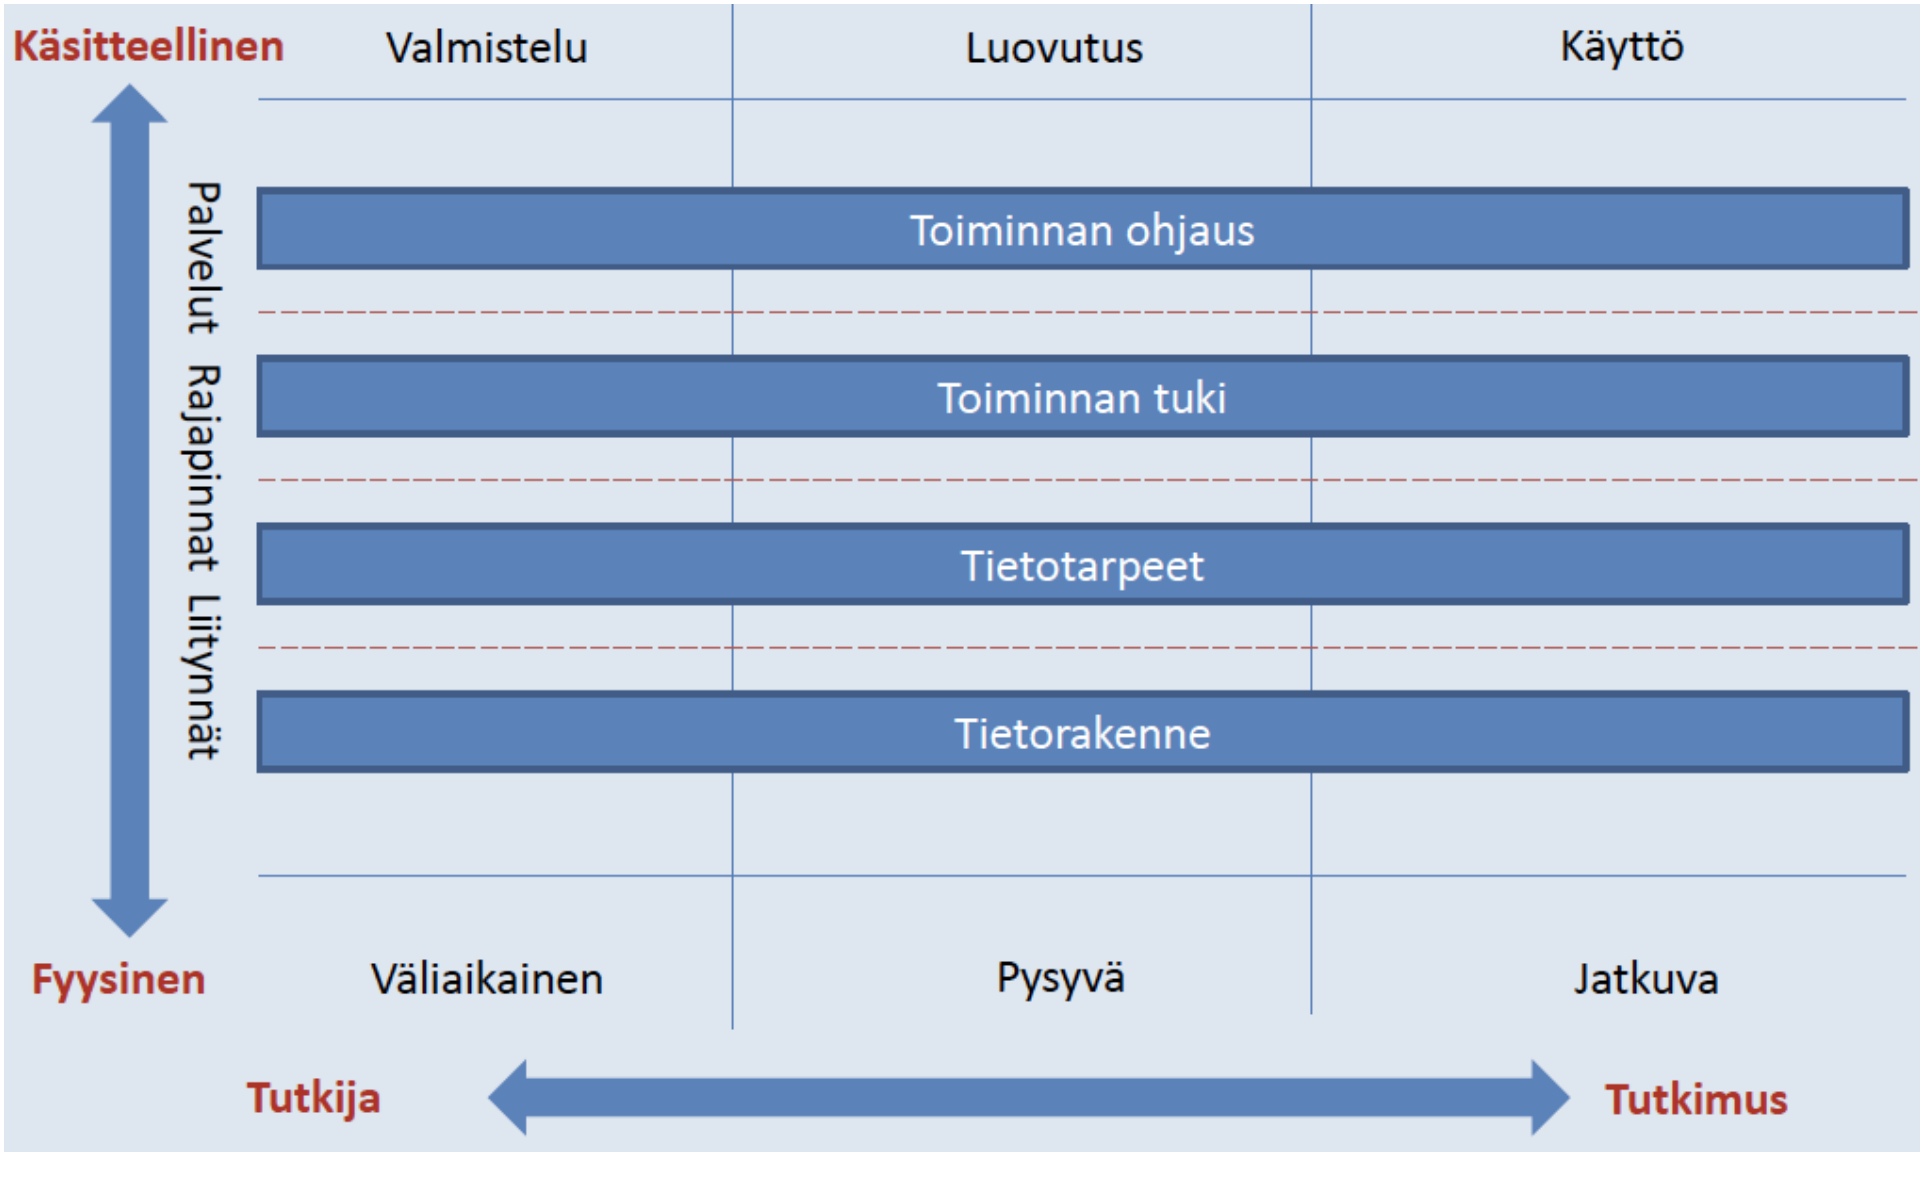 Käsitteellinen
Valmistelu
Luovutus
Käyttö
Palvelut Rajapinnat Liitynnät
Toiminnan ohjaus
Toiminnan tuki
Tietotarpeet
Tietorakenne
Fyysinen
Väliaikainen
Pysyvä
Jatkuva
Tutkija
Tutkimus